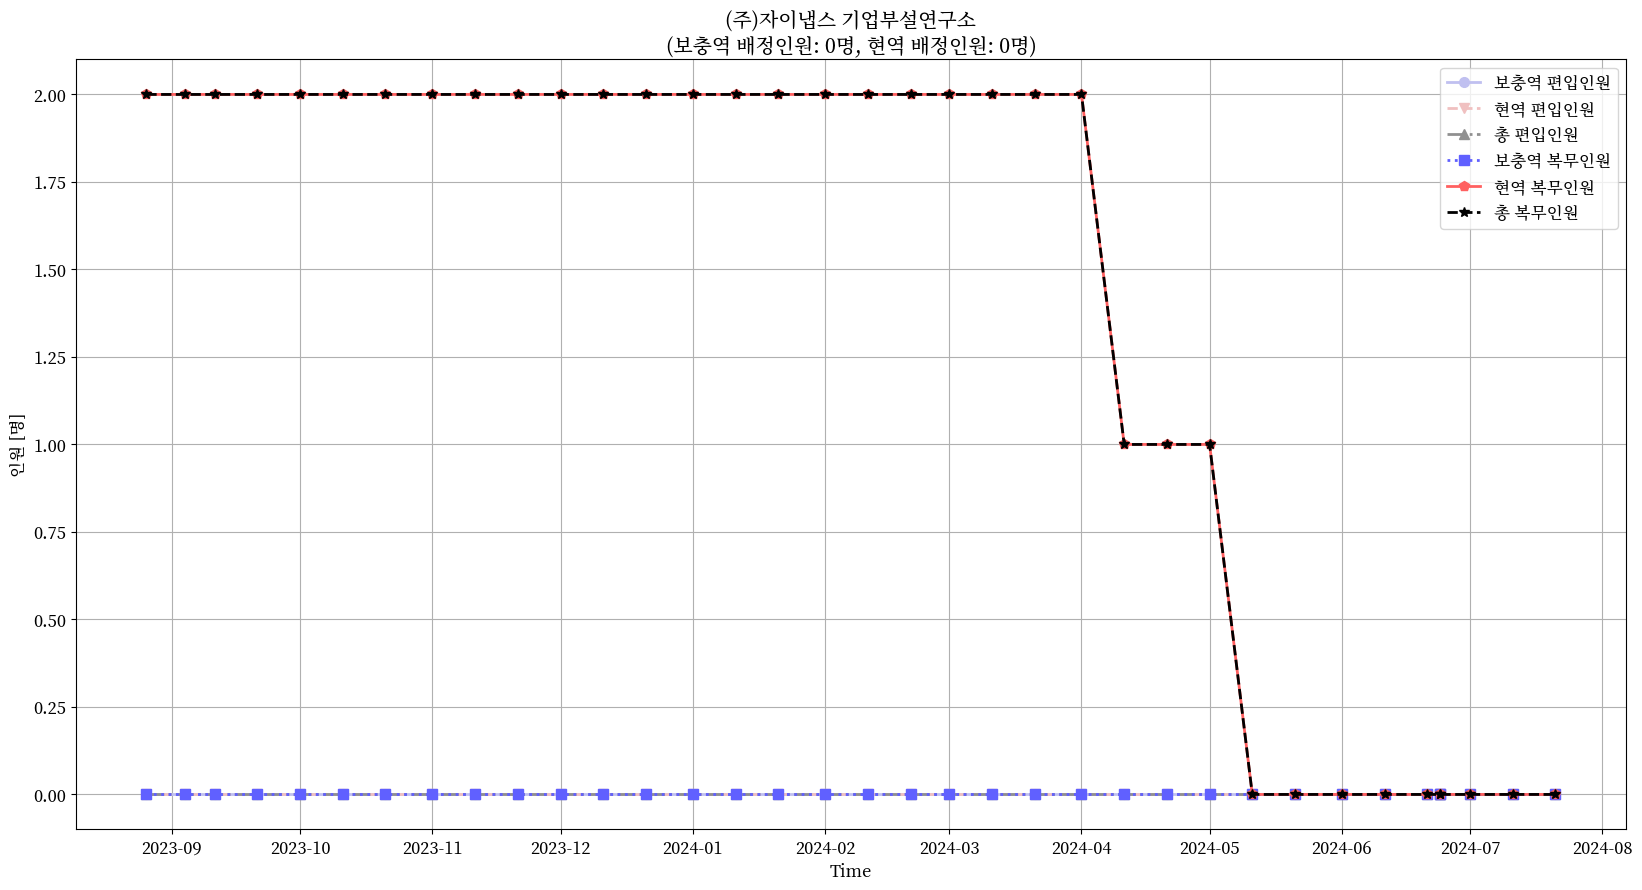 (주)자이냅스 기업부설연구소
(보충역 배정인원: 0명, 현역 배정인원: 0명)
보충역 편입인원
현역 편입인원
총 편입인원
보충역 복무인원
현역 복무인원
총 복무인원
인원 [명]
2.00
1.75
1.50
1.25
1.00
0.75
0.50
0.25
0.00
2023-09 2023-10 2023-11 2023-12 2024-01 2024-02 2024-03 2024-04 2024-05 2024-06 2024-07 2024-08
Time